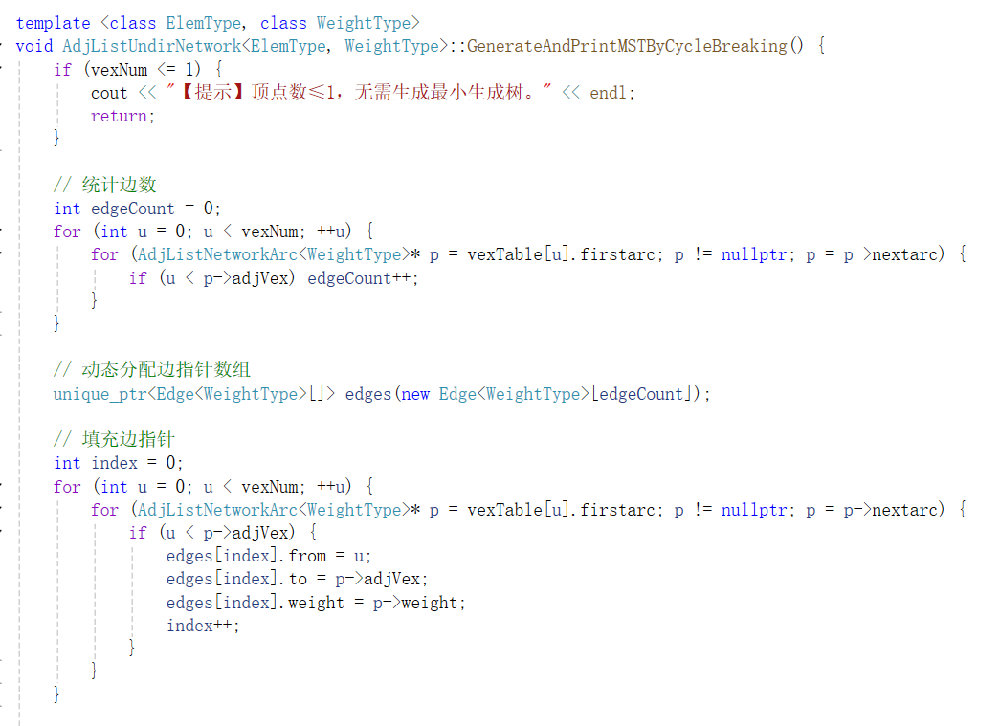 template <class ElemType, class WeightType>
void AdjListUndirNetwork<ElemType, WeightType>::GenerateAndPrintMSTByCycleBreaking() {
    if (vexNum <= 1) {
        cout << "【提示】顶点数≤1，无需生成最小生成树。" << endl;
        return;
    }

    // 统计边数
    int edgeCount = 0;
    for (int u = 0; u < vexNum; ++u) {
        for (AdjListNetworkArc<WeightType>* p = vexTable[u].firstarc; p != nullptr; p = p->nextarc) {
            if (u < p->adjVex) edgeCount++;
        }
    }

    // 动态分配边指针数组
    unique_ptr<Edge<WeightType>[]> edges(new Edge<WeightType>[edgeCount]);

    // 填充边指针
    int index = 0;
    for (int u = 0; u < vexNum; ++u) {
        for (AdjListNetworkArc<WeightType>* p = vexTable[u].firstarc; p != nullptr; p = p->nextarc) {
            if (u < p->adjVex) {
                edges[index].from = u;
                edges[index].to = p->adjVex;
                edges[index].weight = p->weight;
                index++;
            }
        }
    }